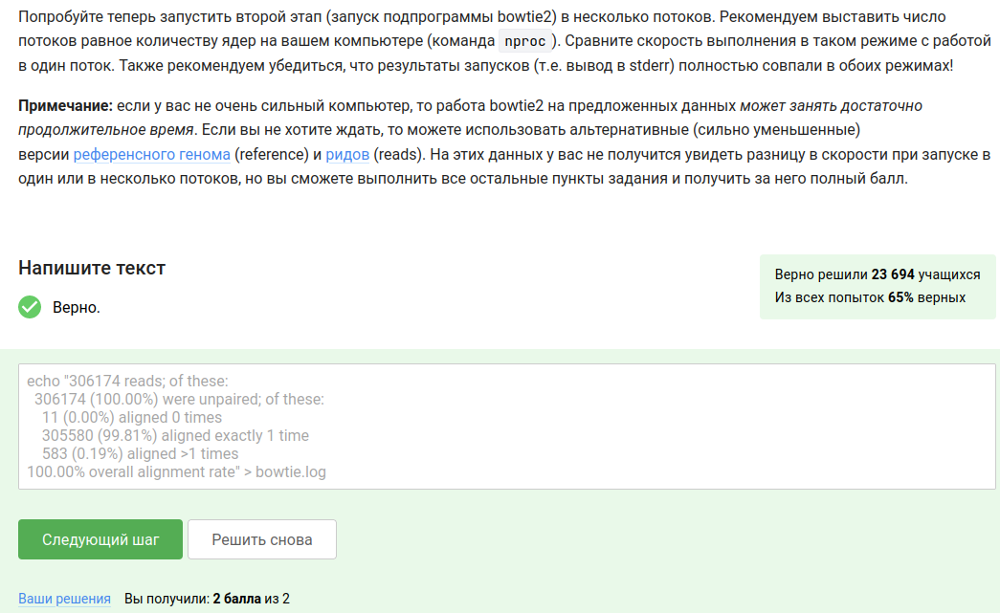 Попробуйте теперь запустить второй этап (запуск подпрограммы bowtie2) в несколько потоков. Рекомендуем выставить число
потоков равное количеству ядер на вашем компьютере (команда nproc ). Сравните скорость выполнения в таком режиме с работой
в один поток. Также рекомендуем убедиться, что результаты запусков (т.е. вывод в stderr) полностью совпали в обоих режимах!
Примечание: если у вас не очень сильный компьютер, то работа bowtie2 на предложенных данных может занять достаточно
продолжительное время. Если вы не хотите ждать, то можете использовать альтернативные (сильно уменьшенные)
версии референсного генома (reference) и ридов (reads). На этих данных у вас не получится увидеть разницу в скорости при запуске в
один или в несколько потоков, но вы сможете выполнить все остальные пункты задания и получить за него полный балл.
Напишите текст
Верно.
Верно решили 23 694 учащихся
Из всех попыток 65% верных
echo "306174 reads; of these:
306174 (100.00%) were unpaired; of these:
11 (0.00%) aligned 0 times
305580 (99.81%) aligned exactly 1 time
583 (0.19%) aligned >1 times
100.00% overall alignment rate" > bowtie.log
Следующий шаг
Решить снова
Ваши решения Вы получили: 2 балла из 2